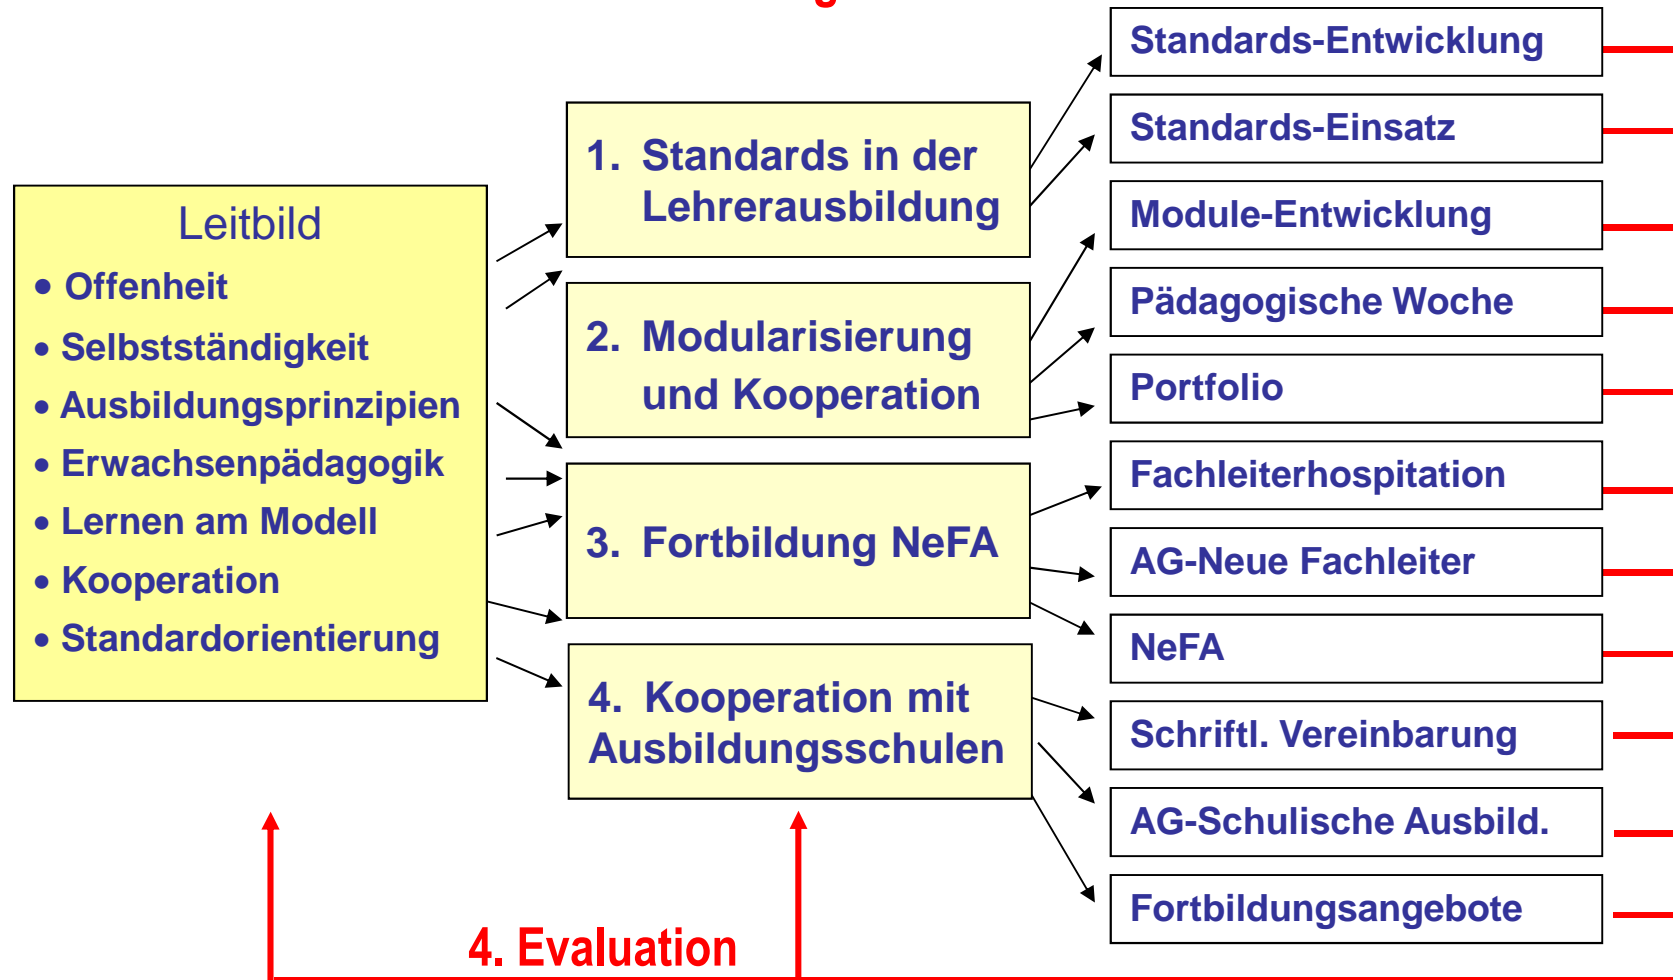 Leitbild
• Offenheit
• Selbstständigkeit
• Ausbildungsprinzipien
• Erwachsenpädagogik
• Lernen am Modell
• Kooperation
• Standardorientierung
1. Standards in der
Lehrerausbildung
2. Modularisierung
und Kooperation
3. Fortbildung NeFA
4. Kooperation mit
Ausbildungsschulen
Standards-Entwicklung
Standards-Einsatz
Module-Entwicklung
Pädagogische Woche
Portfolio
Fachleiterhospitation
AG-Neue Fachleiter
NeFA
Schriftl. Vereinbarung
AG-Schulische Ausbild.
Fortbildungsangebote
4. Evaluation